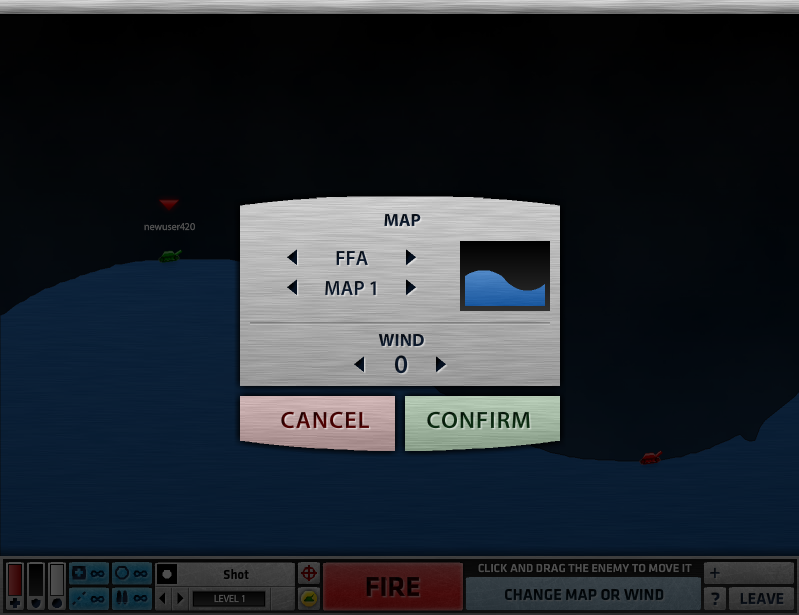 newuser420
MAP
FFA
MAP 1
WIND
0
CANCEL
CONFIRM
∞ ∞
Shot
CLICK AND DRAG THE ENEMY TO MOVE IT
+
FIRE
∞ ∞
LEVEL 1
CHANGE MAP OR WIND
?
LEAVE